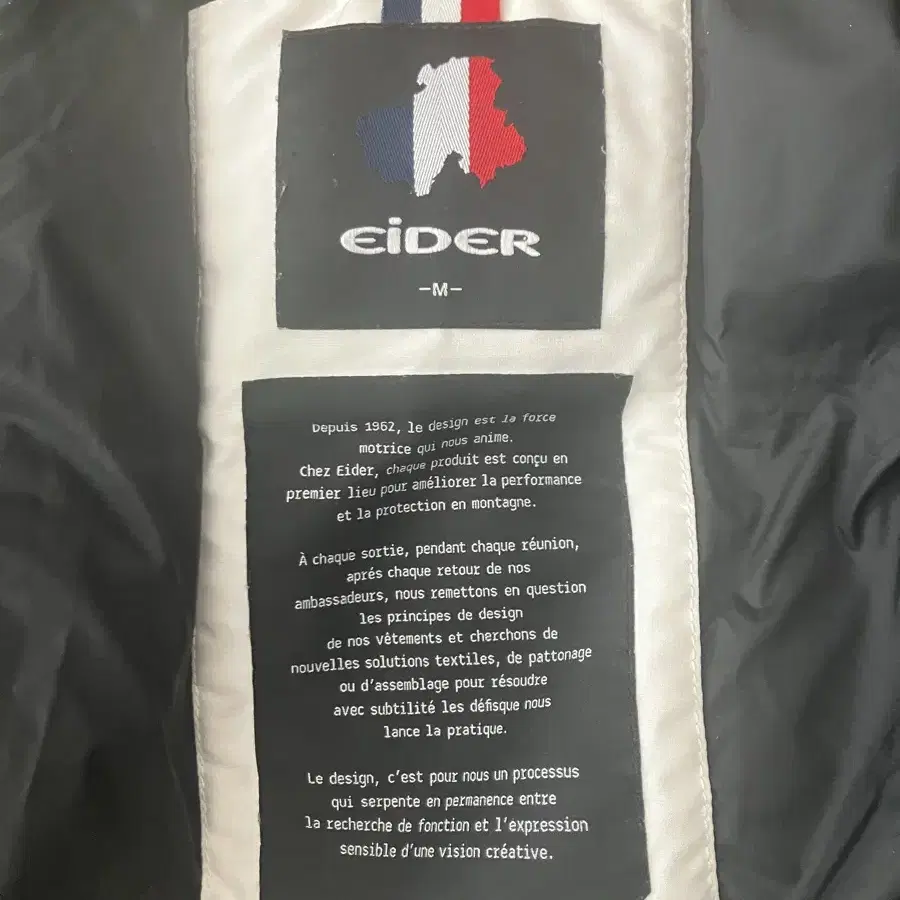 EiDER
-M-
Depuis 1962, le design est la force
motrice qui nous anime.
Chez Eider, chaque produit est conçu en
premier lieu pour améliorer la performance
et la protection en montagne.
À chaque sortie, pendant chaque réunion,
aprés chaque retour de nos
ambassadeurs, nous remettons en question
les principes de design
de nos vêtements et cherchons de
nouvelles solutions textiles, de pattonage
ou d'assemblage pour résoudre
avec subtilité les défisque nous
lance la pratique.
Le design, c'est pour nous un processus
qui serpente en permanence entre
la recherche de fonction et l'expression
sensible d'une vision créative.